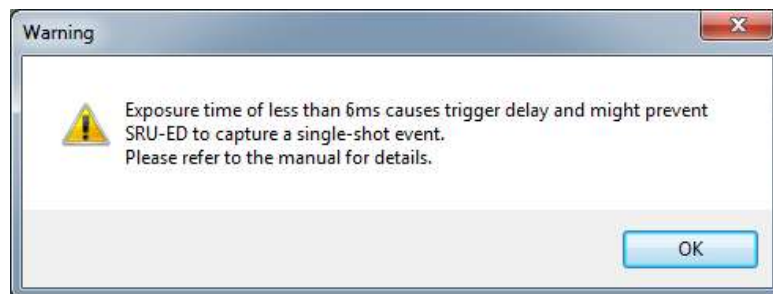 Warning
Exposure time of less than 6ms causes trigger delay and might prevent
SRU-ED to capture a single-shot event.
Please refer to the manual for details.
OK